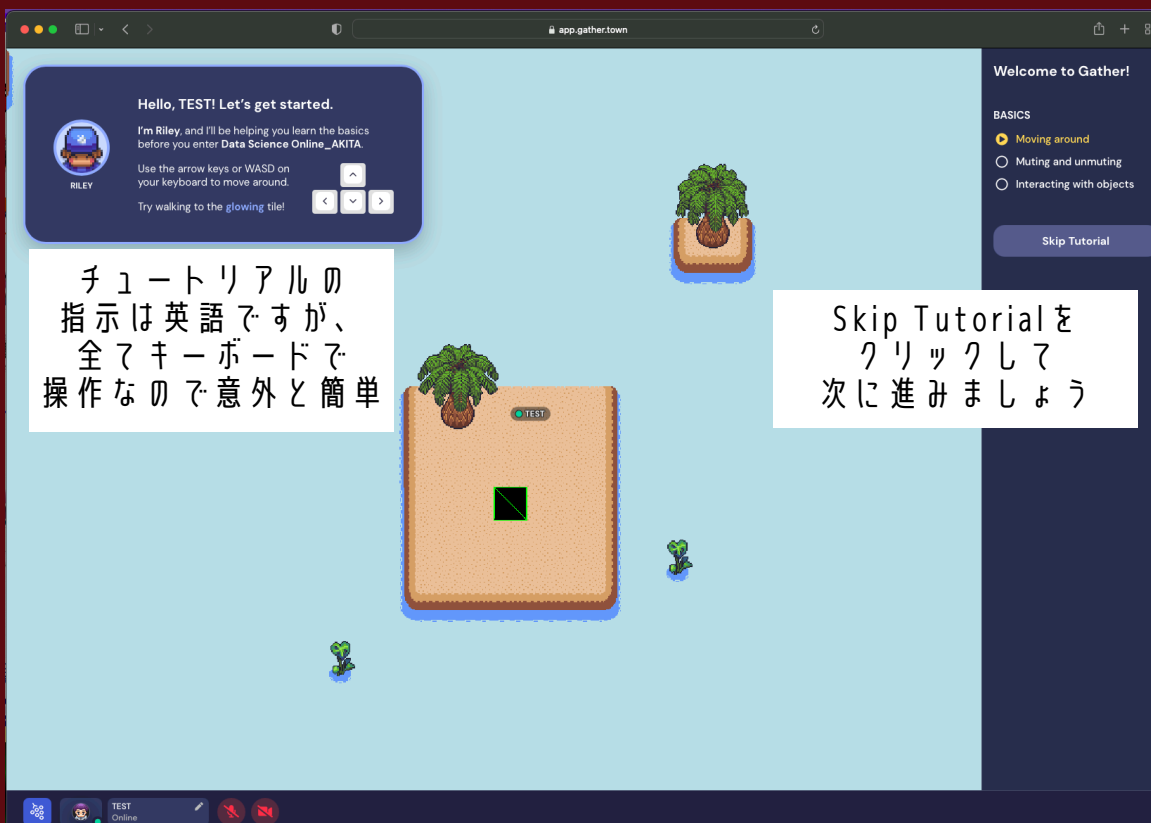 app.gather.town
Hello, TEST! Let's get started.
I'm Riley, and I'll be helping you learn the basics
before you enter Data Science Online_AKITA.
Use the arrow keys or WASD on
your keyboard to move around.
Try walking to the glowing tile!
RILEY
チュートリアルの
指示は英語ですが、
全てキーボードで
操作なので意外と簡単
Welcome to Gather!
BASICS
Moving around
Muting and unmuting
Interacting with objects
Skip Tutorial
Skip Tutorialを
クリックして
次に進みましょう
TEST
TEST
Online